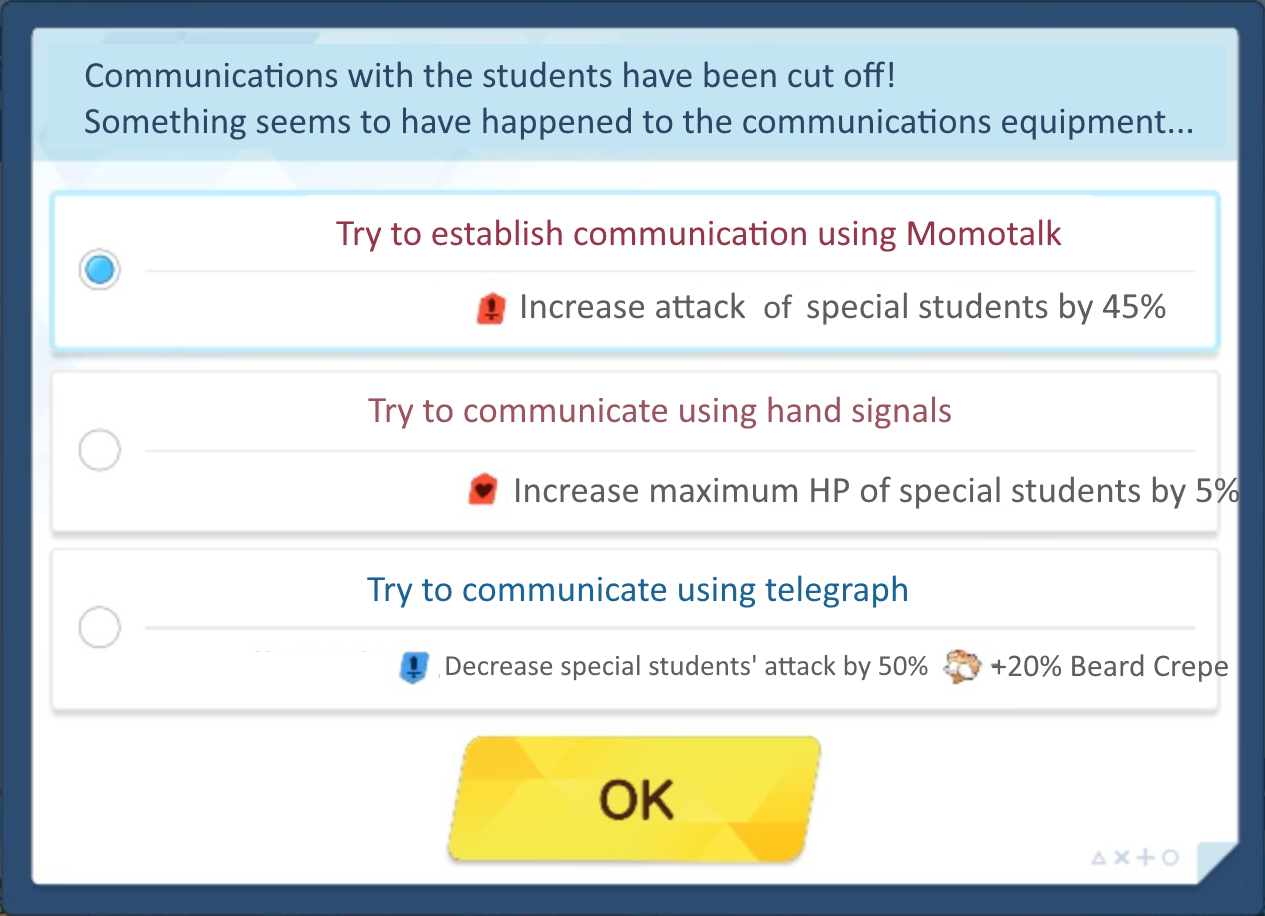 Communications with the students have been cut off!
Something seems to have happened to the communications equipment...
Try to establish communication using Momotalk
Increase attack of special students by 45%
Try to communicate using hand signals
Increase maximum HP of special students by 5%
Try to communicate using telegraph
Decrease special students' attack by 50% +20% Beard Crepe
OK